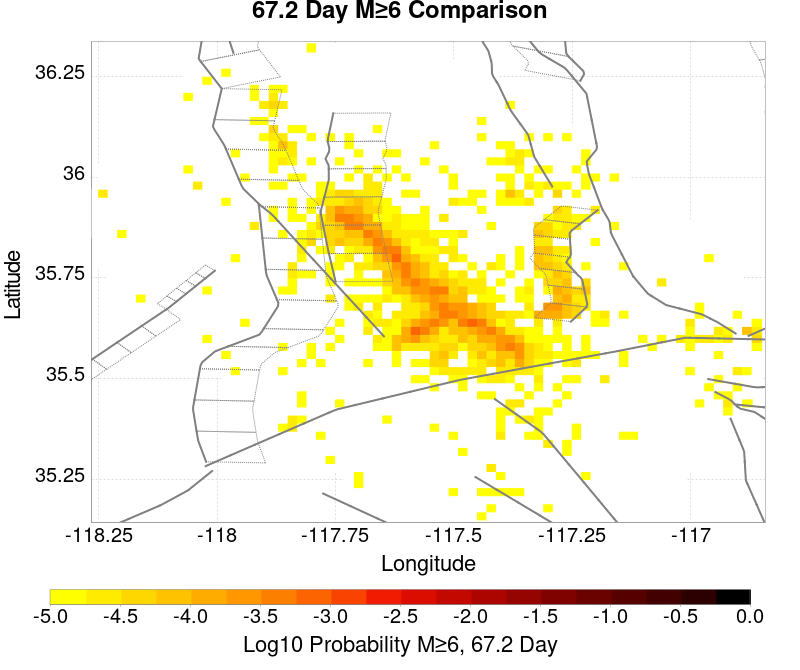 67.2 Day M≥6 Comparison
36.25
36
35.75
35.5
35.25
Latitude
-118.25 -118 -117.75 -117.5 -117.25 -117
Longitude
-5.0 -4.5 -4.0 -3.5 -3.0 -2.5 -2.0 -1.5 -1.0 -0.5 0.0
Log10 Probability M≥6, 67.2 Day